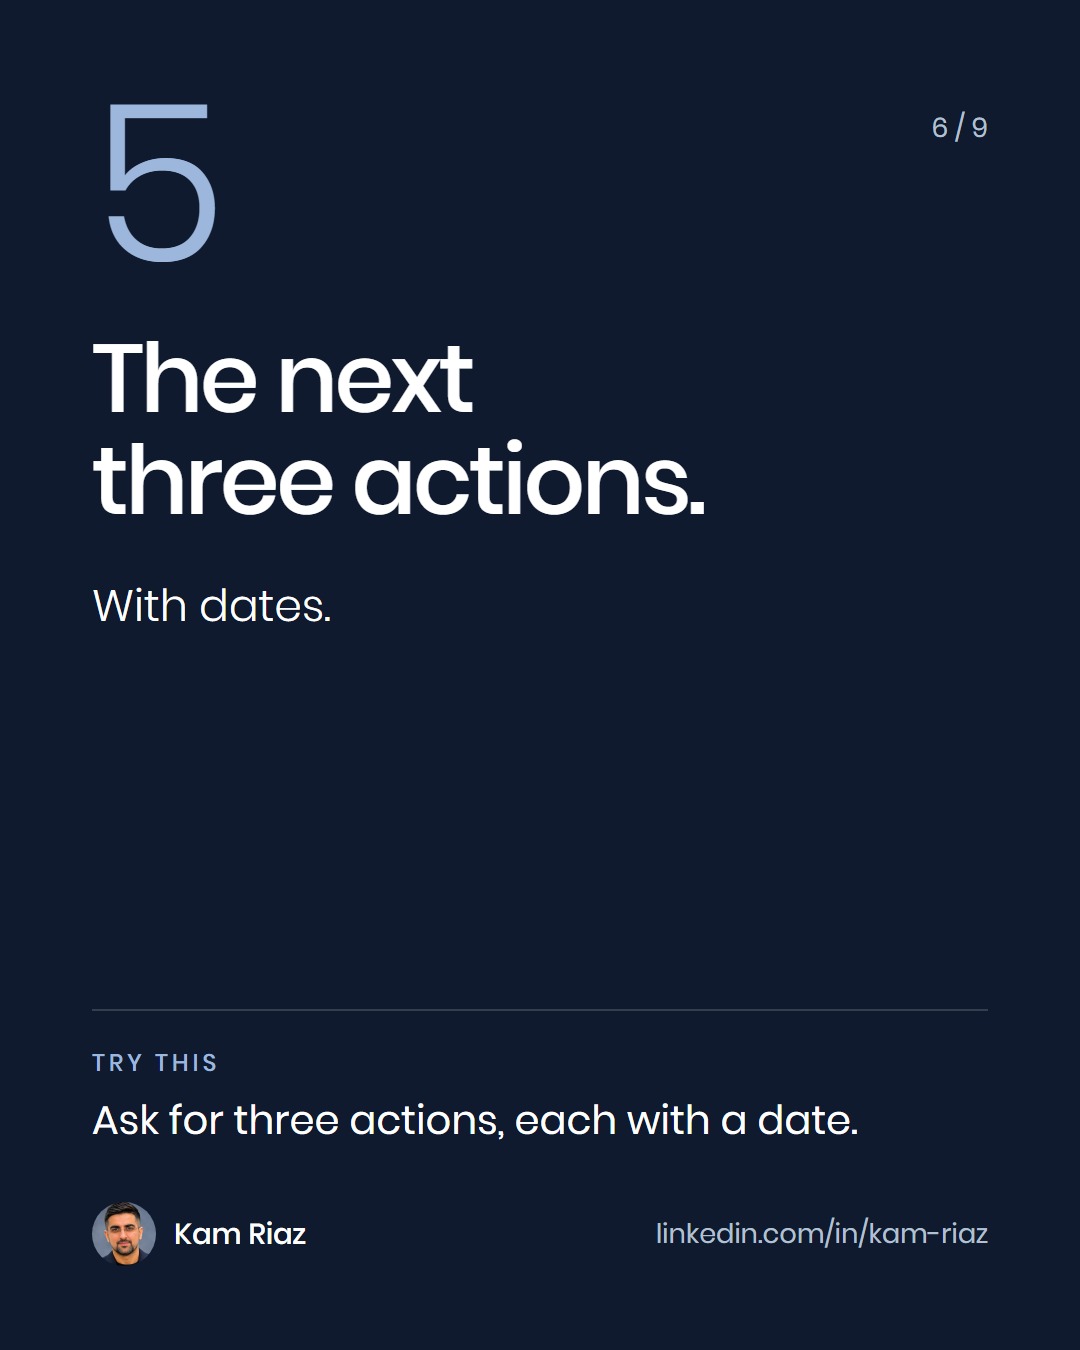 5
6 / 9
The next
three actions.
With dates.
TRY THIS
Ask for three actions, each with a date.
Kam Riaz
linkedin.com/in/kam-riaz